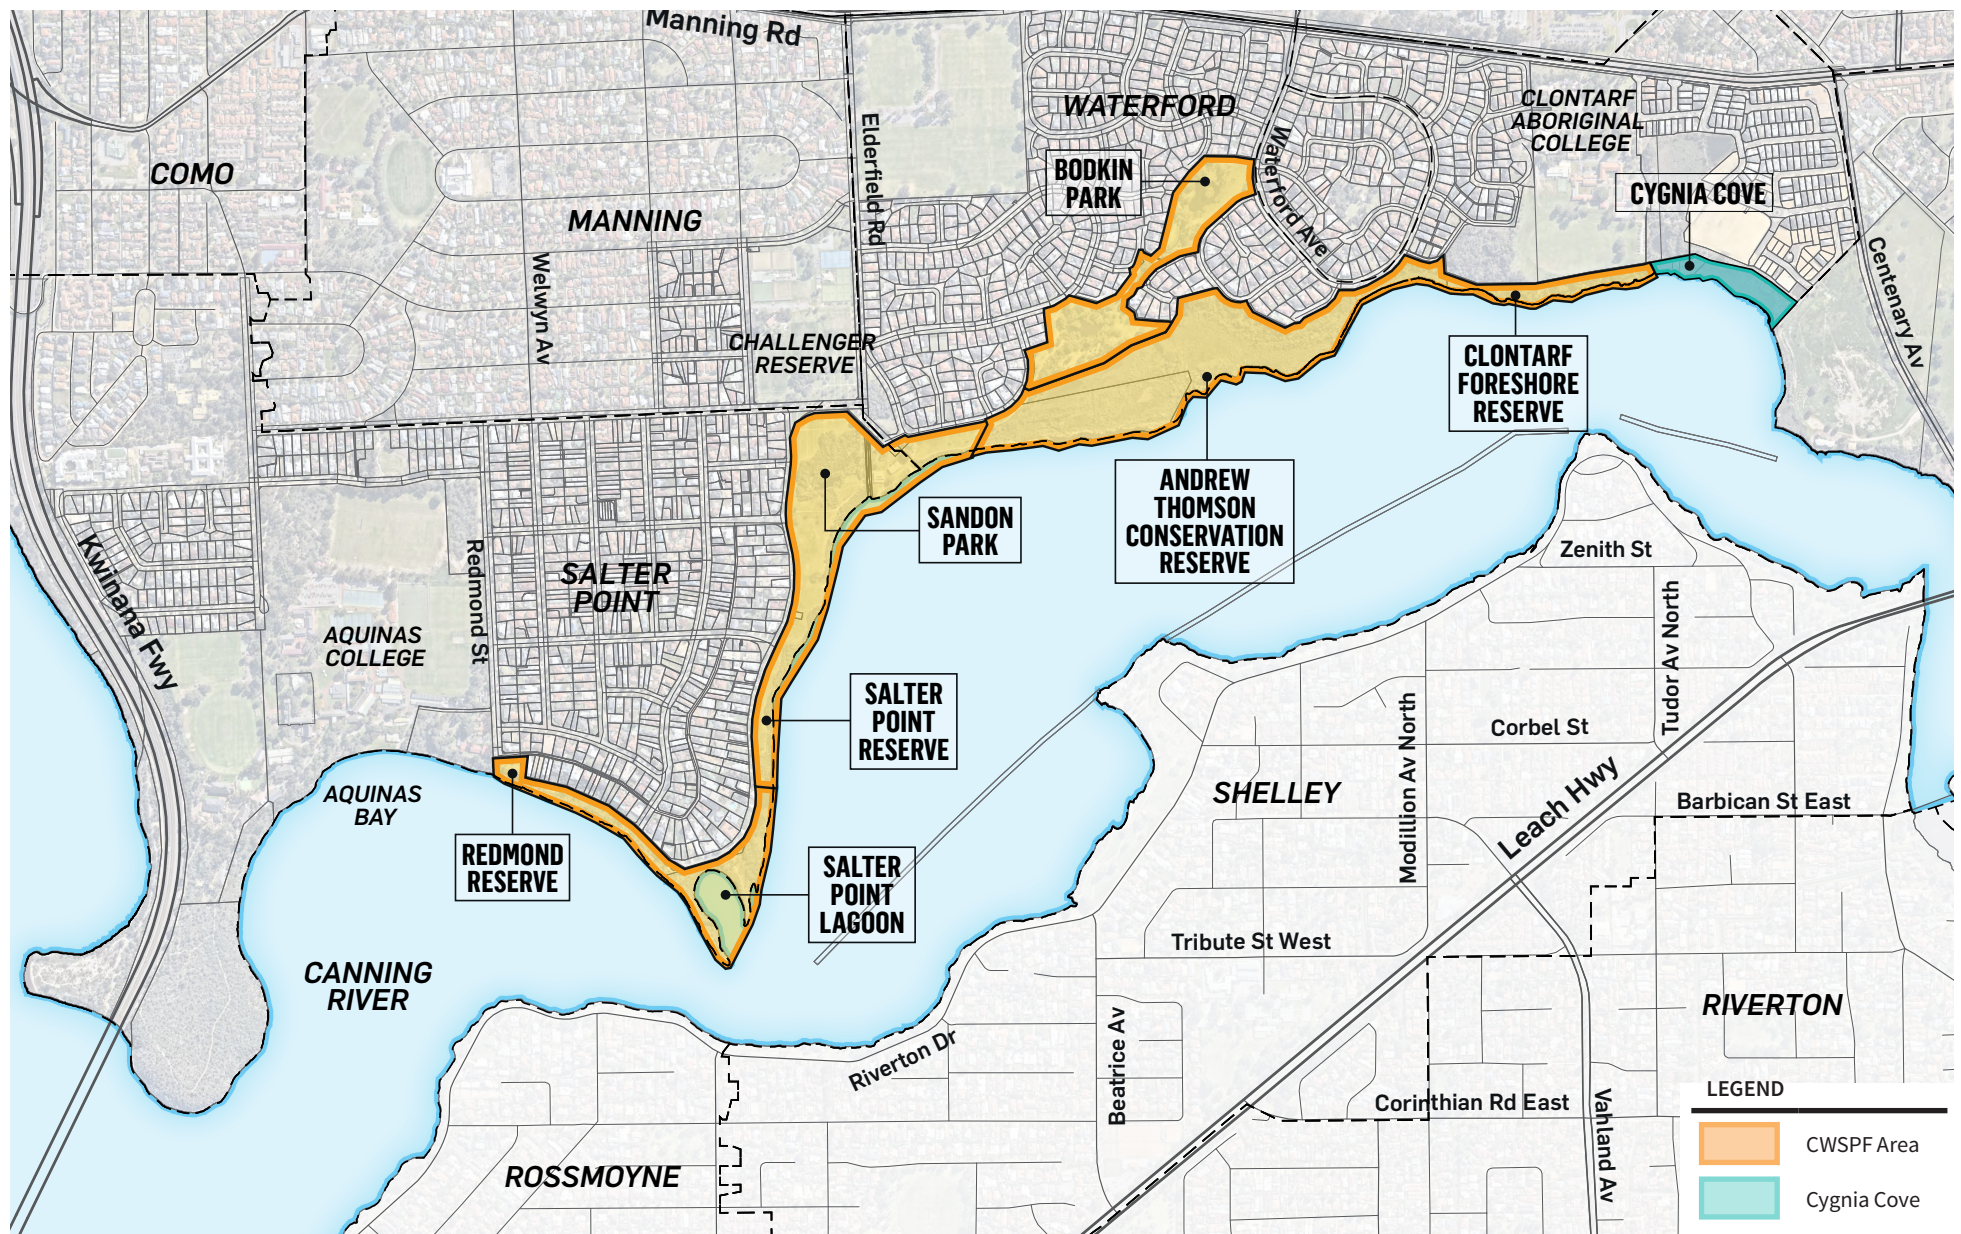 Manning Rd
WATERFORD
CLONTARF
ABORIGINAL
COLLEGE
COMO
MANNING
Elderfield Rd
BODKIN
PARK
Waterford Ave
CYGNIA COVE
Centenary Av
Welwyn Av
CHALLENGER
RESERVE
CLONTARF
FORESHORE
RESERVE
ANDREW
THOMSON
CONSERVATION
RESERVE
SANDON
PARK
Kwinana Fwy
Redmond St
SALTER
POINT
Zenith St
AQUINAS
COLLEGE
Tudor Av North
SALTER
POINT
RESERVE
Corbel St
Modillion Av North
AQUINAS
BAY
SHELLEY
Leach Hwy
Barbican St East
REDMOND
RESERVE
SALTER
POINT
LAGOON
CANNING
RIVER
Tribute St West
RIVERTON
Riverton Dr
Beatrice Av
Corinthian Rd East
Vahland Av
ROSSMOYNE
LEGEND
CWSPF Area
Cygnia Cove